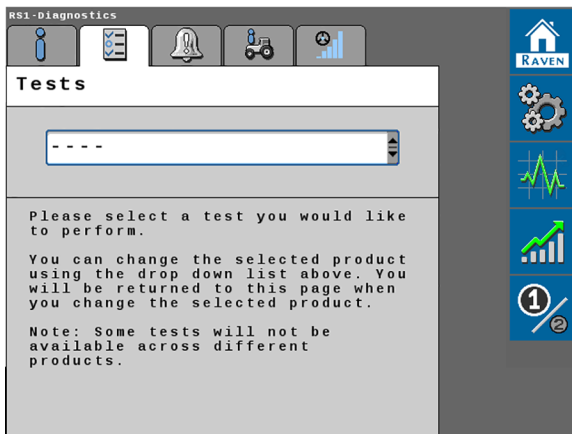 RS1-Diagnostics
RAVEN
Tests
----
Please select a test you would like
to perform.
You can change the selected product
using the drop down list above. You
will be returned to this page when
you change the selected product.
Note: Some tests will not be
available across different
products.
1/2